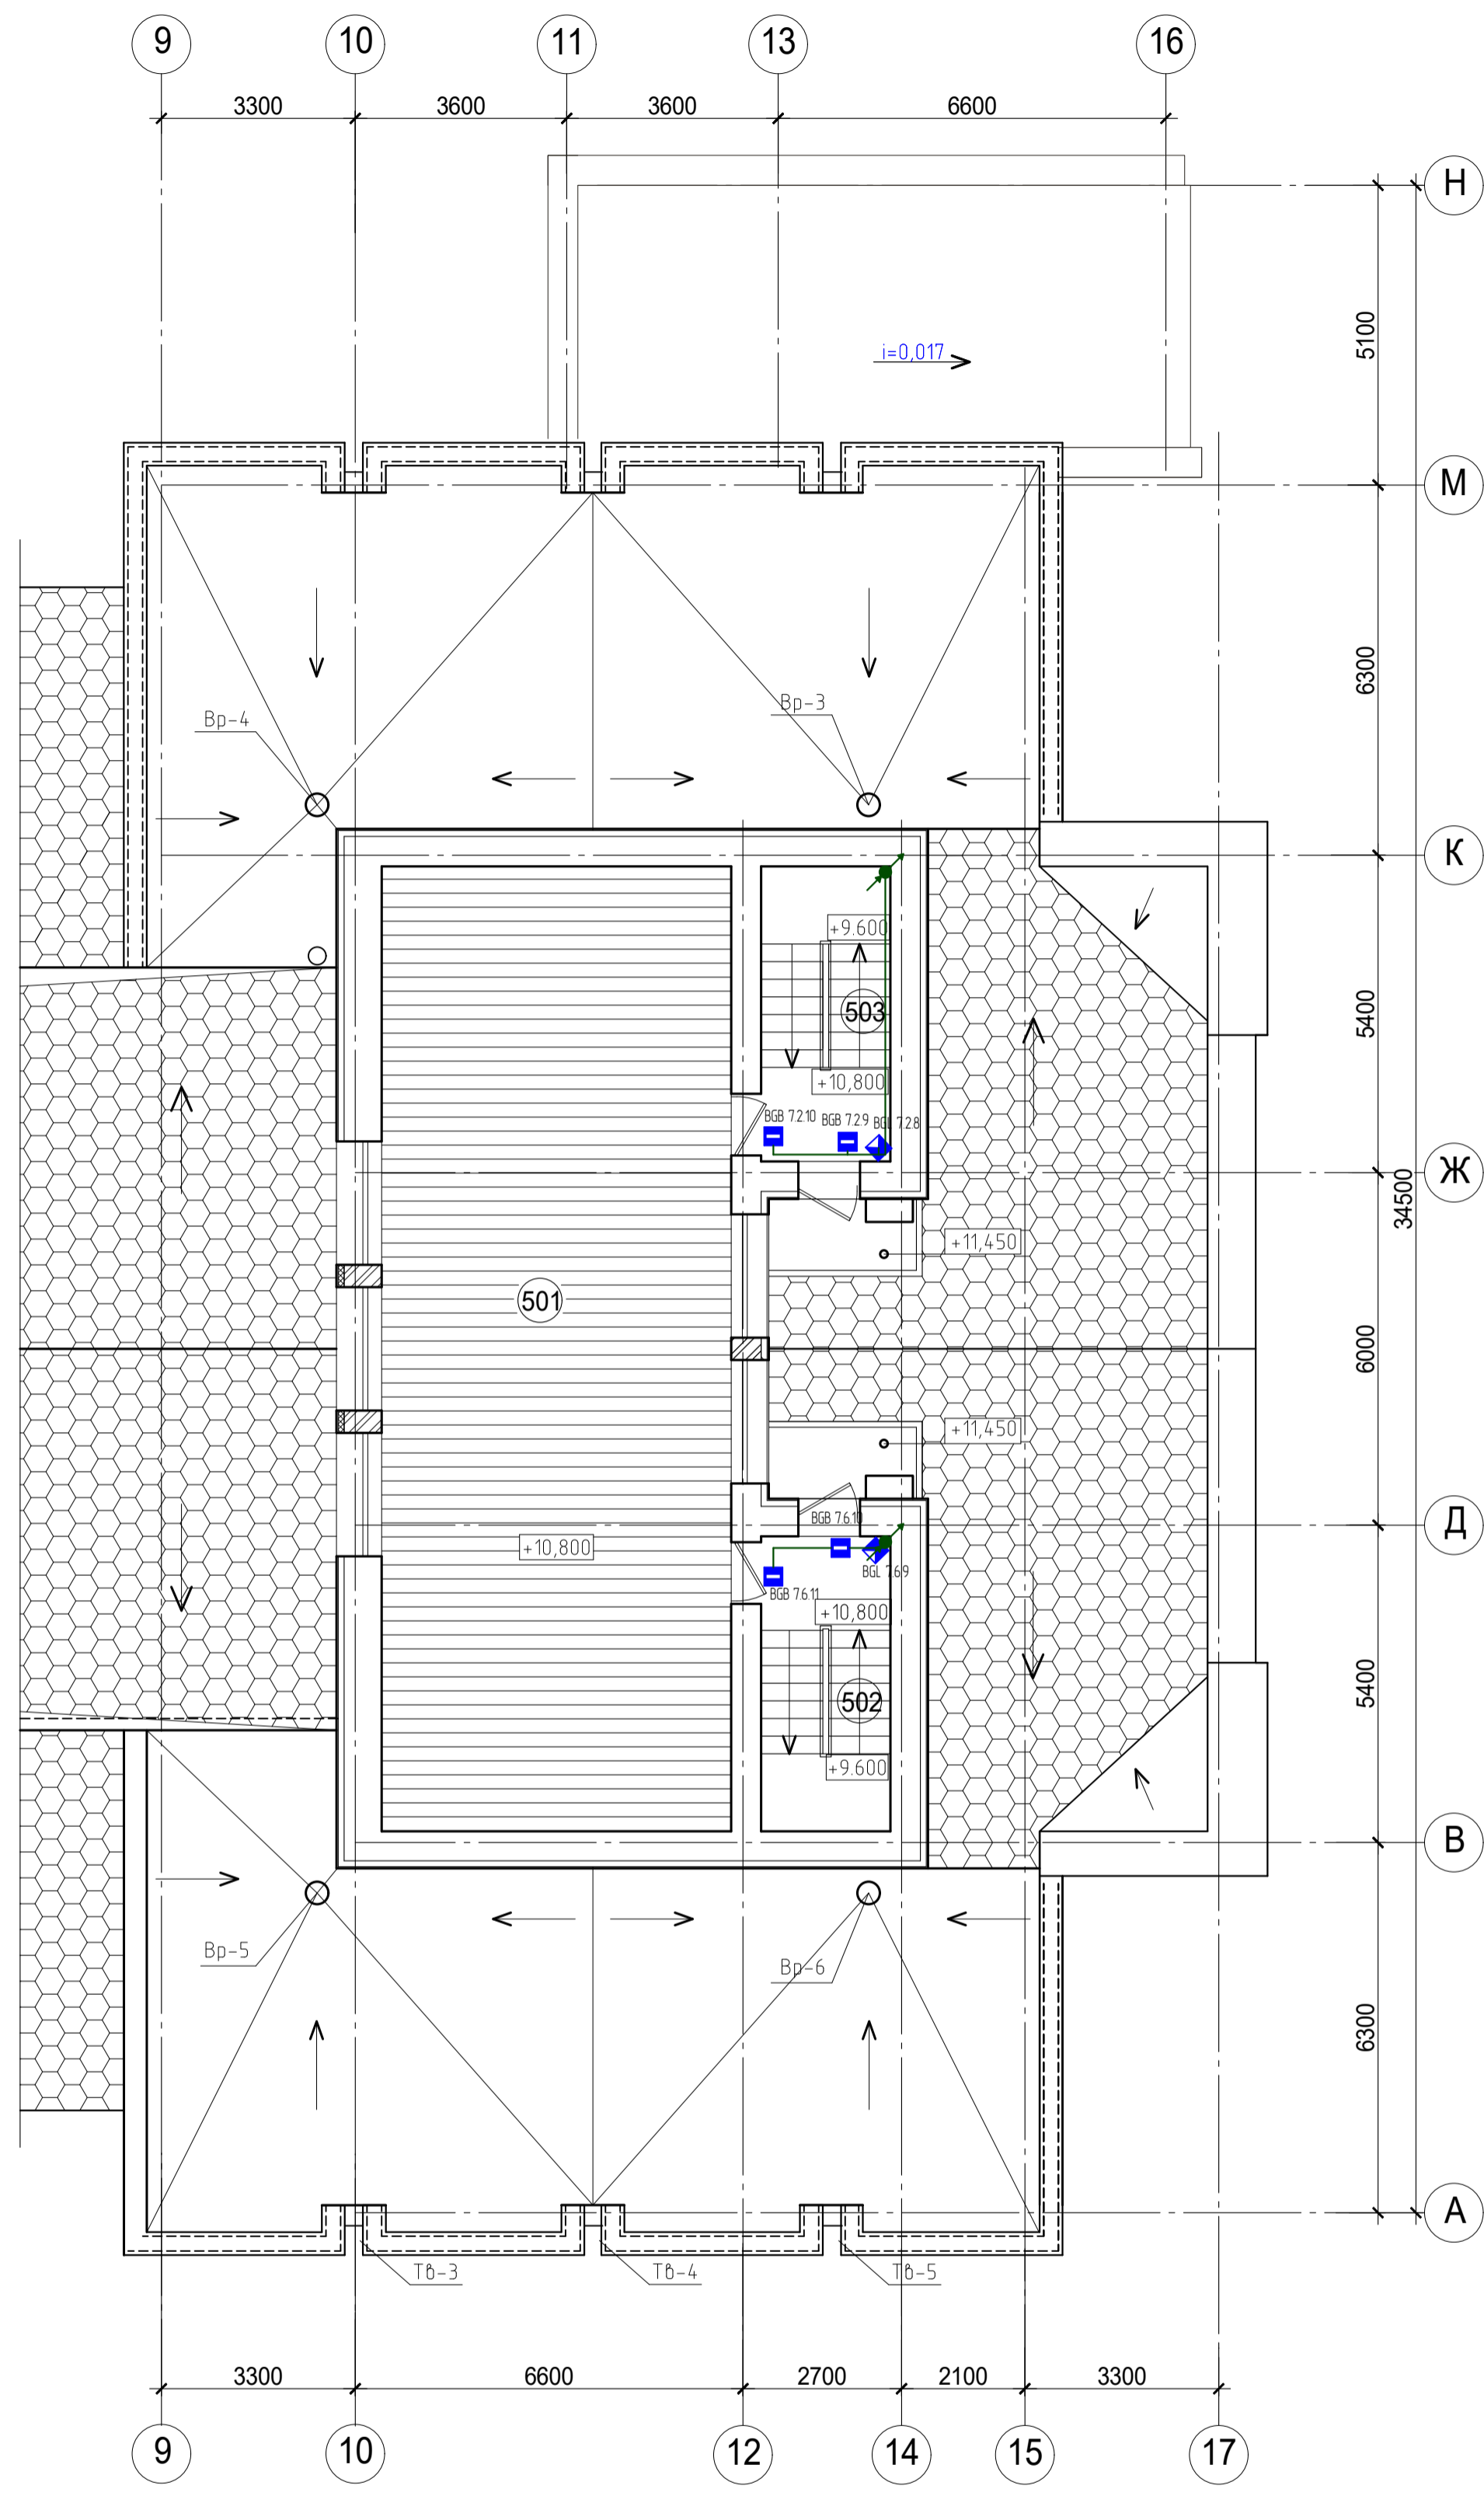 9 10 11 13 16
3300 3600 3600 6600
Н
5100
i=0,017
М
6300
Вр-4
Вр-3
К
+9.600
5400
503
+10,800
BGB 7.2.10 BGB 7.2.9 BGL 7.2.8
Ж
34500
+11,450
501
6000
+11,450
BGB 7.6.10
Д
+10,800
BGL 7.6.9
BGB 7.6.11
+10,800
5400
502
+9.600
В
Вр-5
Вр-6
6300
А
Тв-3 Тв-4 Тв-5
3300 6600 2700 2100 3300
9 10 12 14 15 17